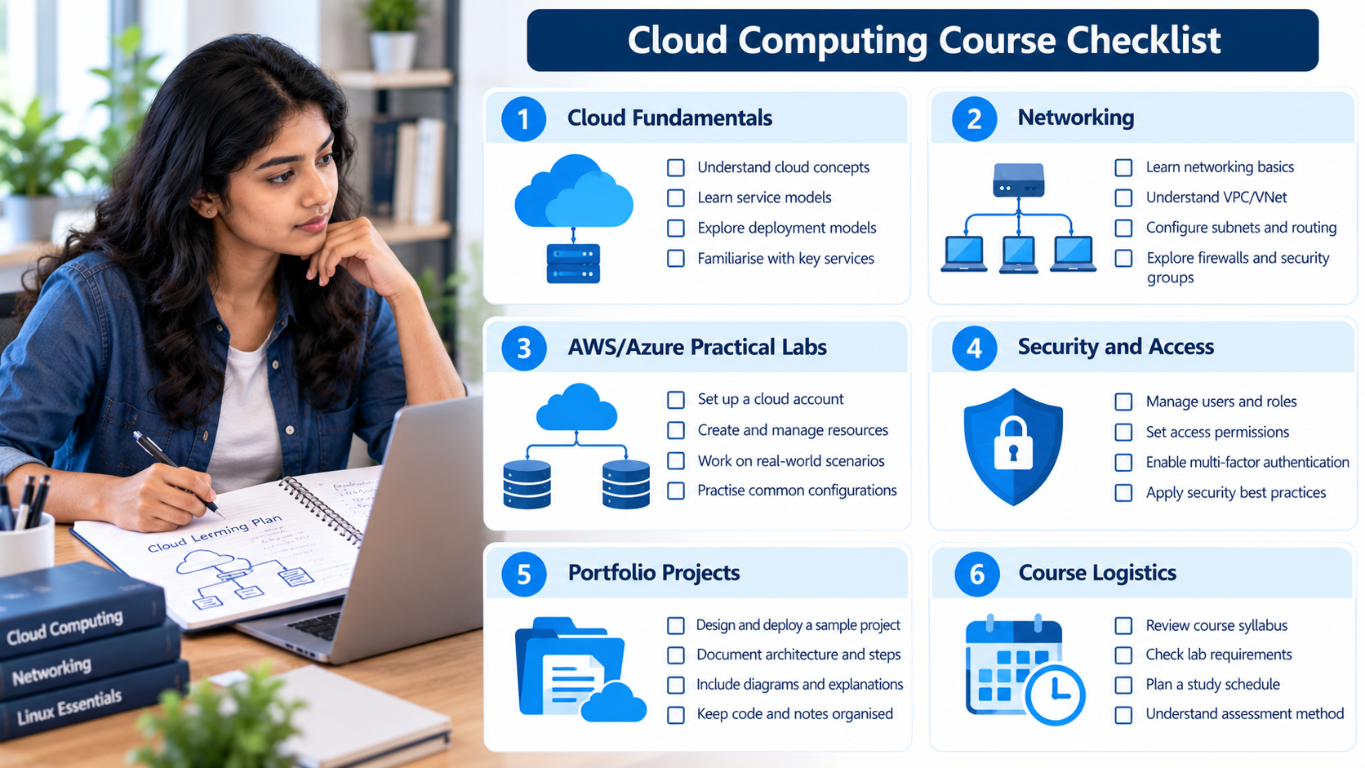 Cloud Computing Course Checklist
1 Cloud Fundamentals
Understand cloud concepts
Learn service models
Explore deployment models
Familiarise with key services
2 Networking
Learn networking basics
Understand VPC/VNet
Configure subnets and routing
Explore firewalls and security
groups
3 AWS/Azure Practical Labs
Set up a cloud account
Create and manage resources
Work on real-world scenarios
Practise common configurations
4 Security and Access
Manage users and roles
Set access permissions
Enable multi-factor authentication
Apply security best practices
5 Portfolio Projects
Design and deploy a sample project
Document architecture and steps
Include diagrams and explanations
Keep code and notes organised
6 Course Logistics
Review course syllabus
Check lab requirements
Plan a study schedule
Understand assessment method
Cloud Lerming Plan
Cloud Computing
Networking
Linux Essentials